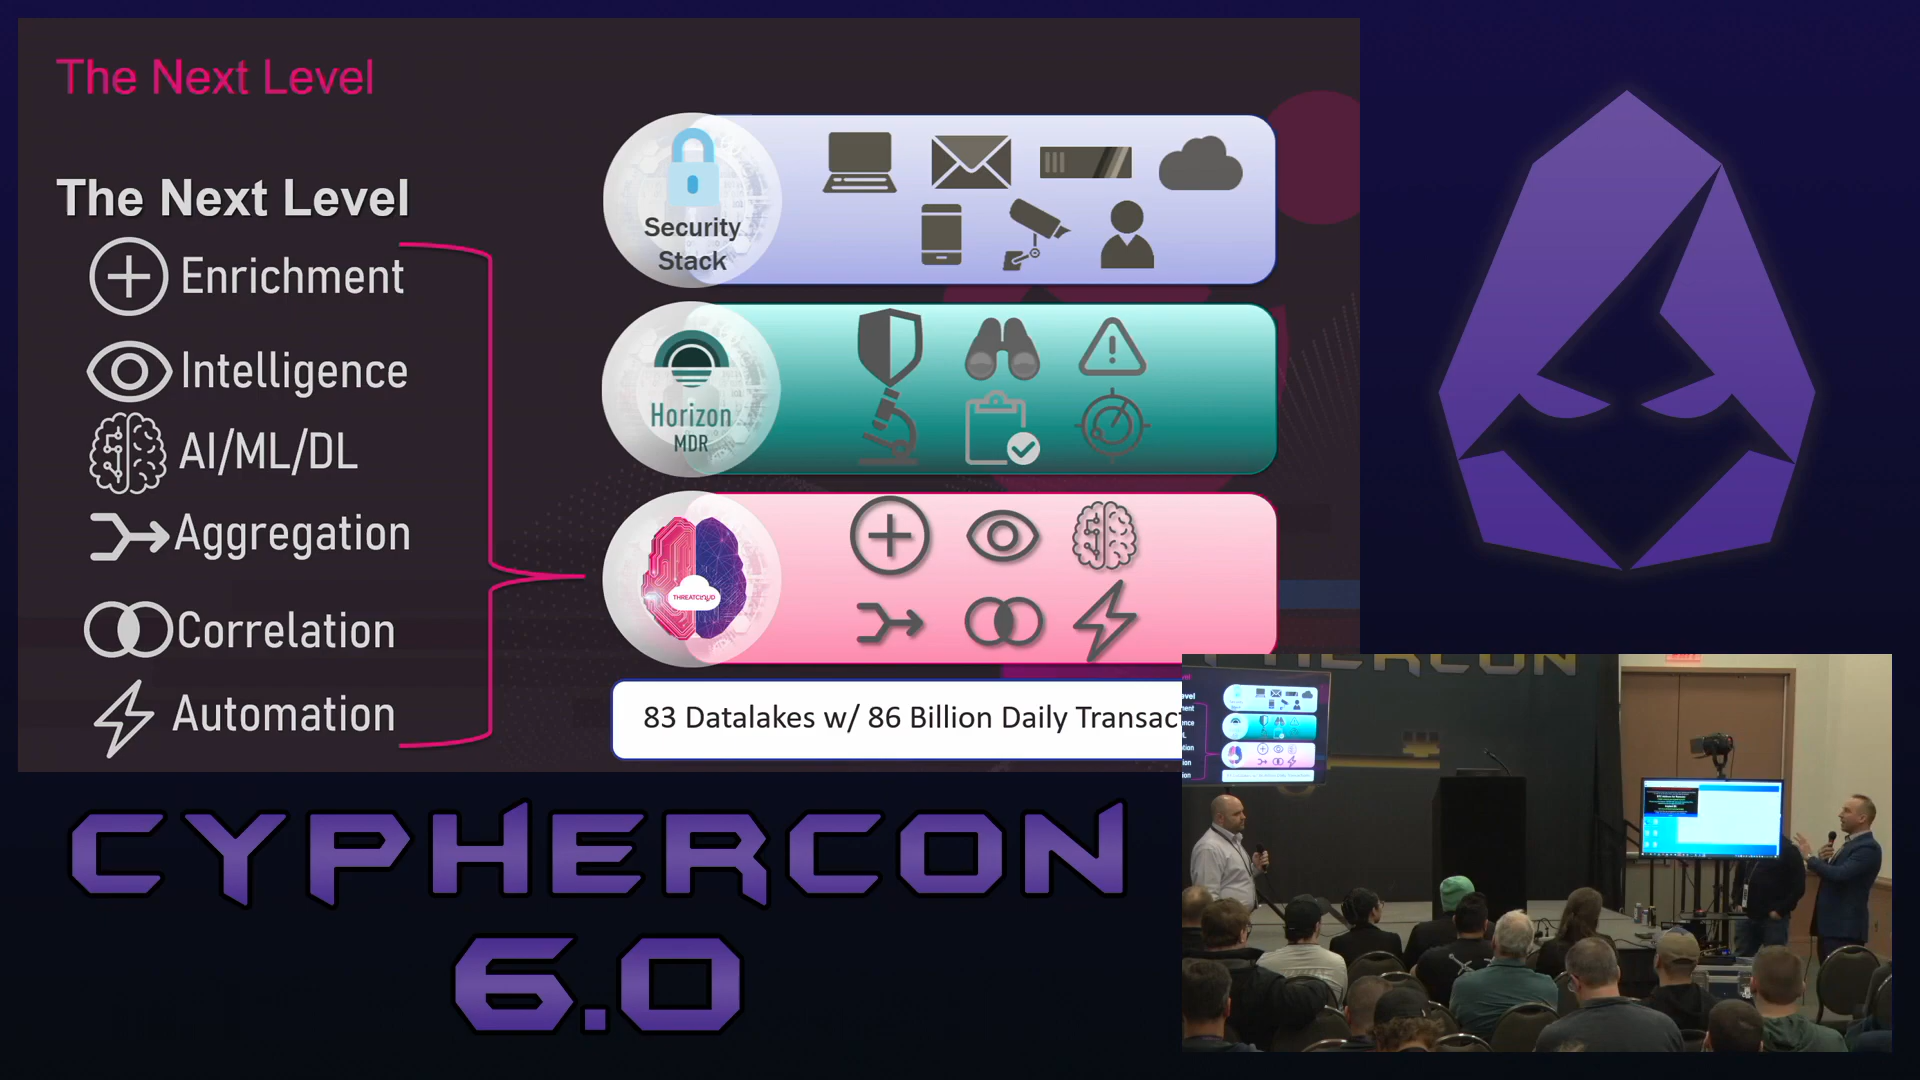 The Next Level
The Next Level
Enrichment
Intelligence
AI/ML/DL
Aggregation
Correlation
Automation
Security
Stack
Horizon
MDR
THREATCLOUD
83 Datalakes w/ 86 Billion Daily
CYPHERCON
6.0
CYPHERCON